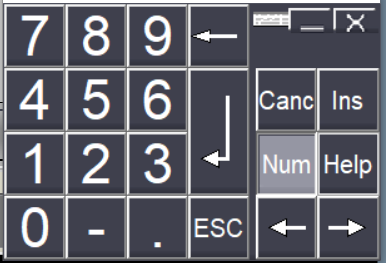 7 8 9 ←
4 5 6 Canc Ins
1 2 3 Num Help
0 - . ESC ← →